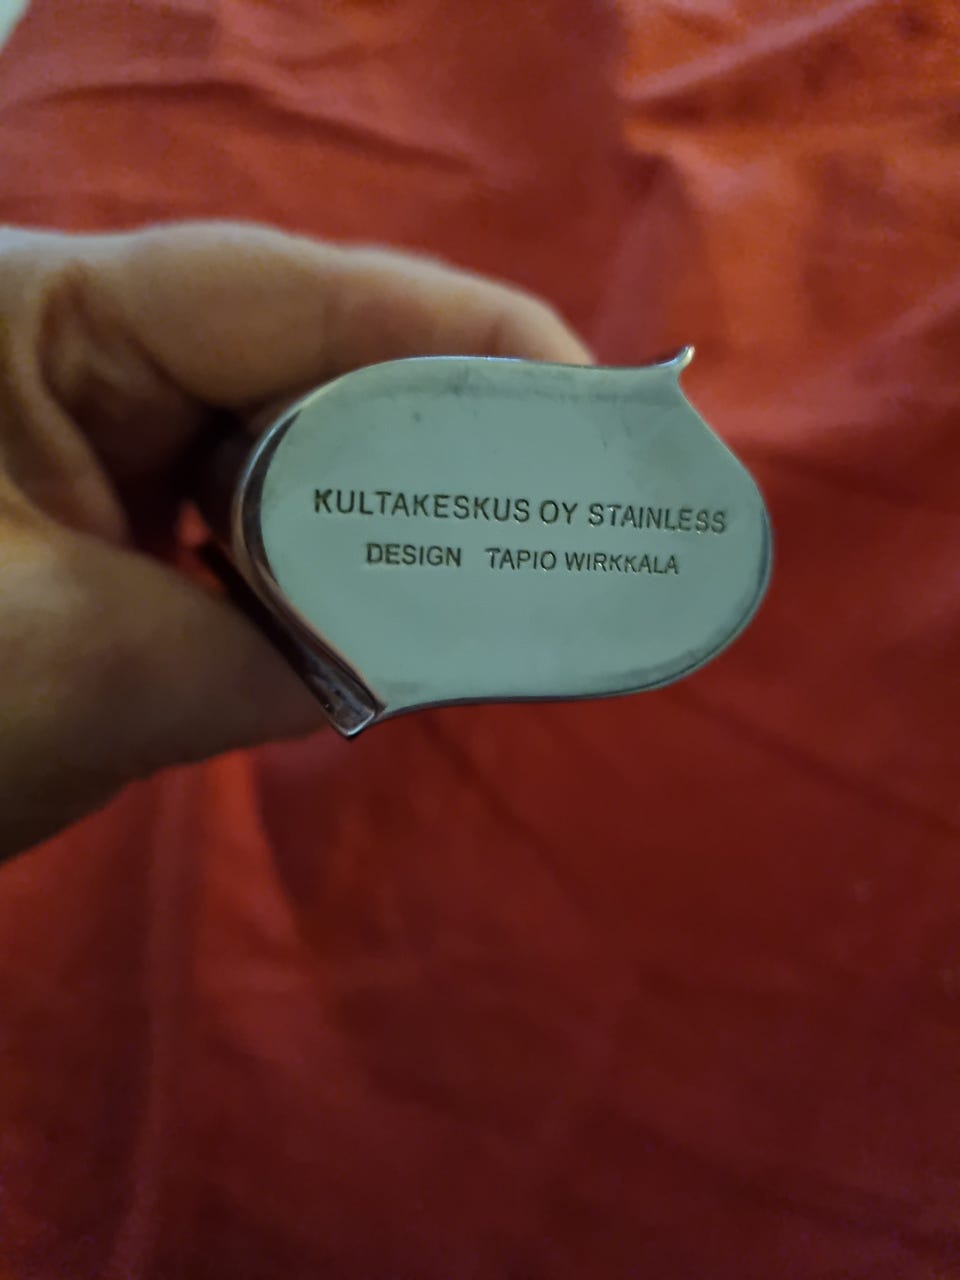 KULTAKESKUS OY STAINLESS
DESIGN TAPIO WIRKKALA